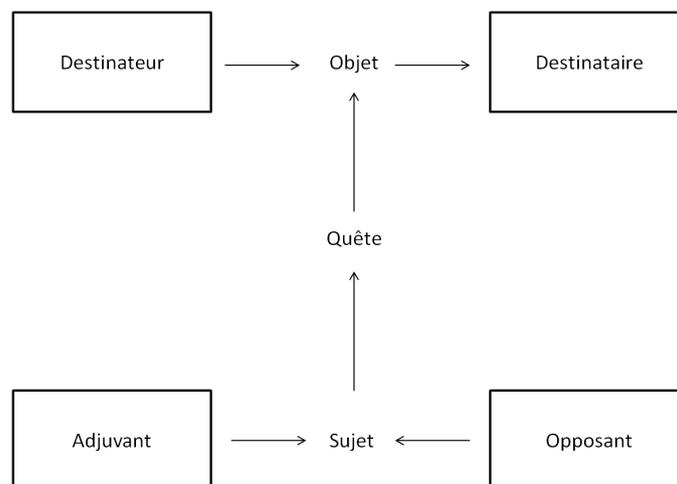 Destinateur
Objet
Destinataire
Quête
Adjuvant
Sujet
Opposant